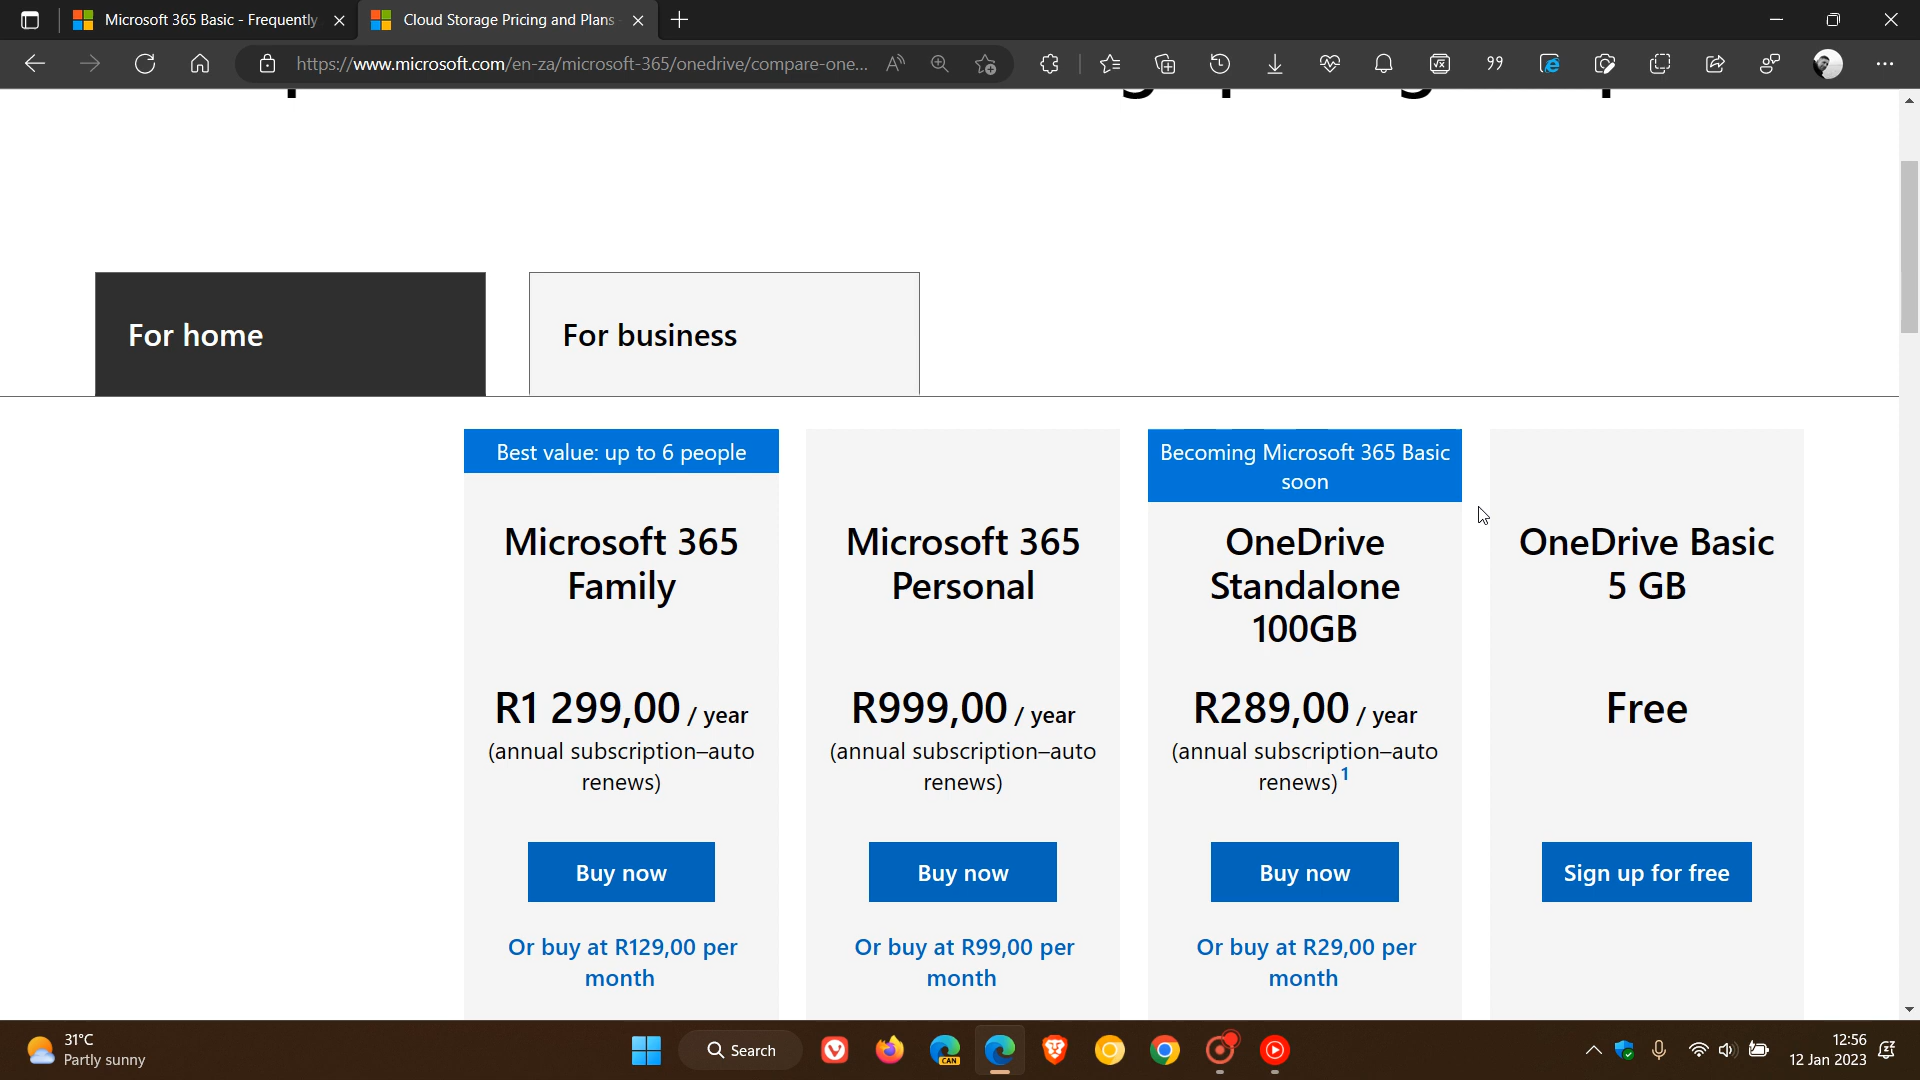 Microsoft 365 Basic - Frequently
Cloud Storage Pricing and Plans
https://www.microsoft.com/en-za/microsoft-365/onedrive/compare-one...
For home
For business
Best value: up to 6 people
Microsoft 365
Family
R1 299,00 / year
(annual subscription–auto
renews)
Buy now
Or buy at R129,00 per
month
Microsoft 365
Personal
R999,00 / year
(annual subscription–auto
renews)
Buy now
Or buy at R99,00 per
month
Becoming Microsoft 365 Basic
soon
OneDrive
Standalone
100GB
R289,00 / year
(annual subscription–auto
renews)1
Buy now
Or buy at R29,00 per
month
OneDrive Basic
5 GB
Free
Sign up for free
31°C
Partly sunny
Search
CAN
12:56
12 Jan 2023